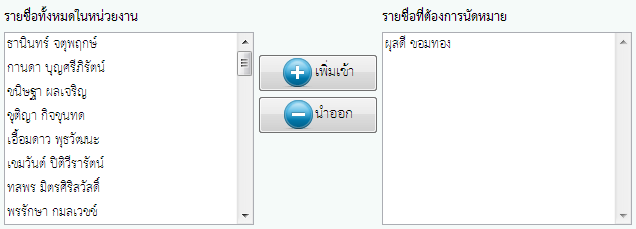 รายชื่อทั้งหมดในหน่วยงาน
ธานินทร์ จตุพฤกษ์
กานดา บุญศรีภิรัตน์
ขนิษฐา ผลเจริญ
ชุติญา กิจขุนทด
เอื้อมดาว พุธวัฒนะ
เขมวันต์ ปิติวีรารัตน์
ทลพร มิตรศิริสวัสดิ์
พรรักษา กมลเวชช์
เพิ่มเข้า
นำออก
รายชื่อที่ต้องการนัดหมาย
ผุสดี ขอมทอง